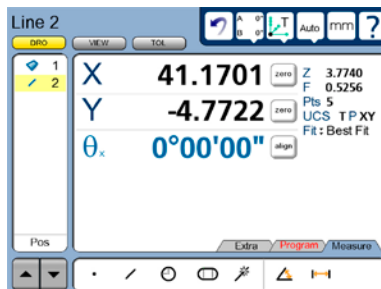 Line 2
A 0°
B 0°
T
Auto
mm
?
DRO
VIEW
TOL
1
2
X 41.1701 zero
Y -4.7722 zero
θx 0°00'00" align
Z 3.7740
F 0.5256
Pts 5
UCS T P XY
Fit : Best Fit
Pos
Extra Program Measure